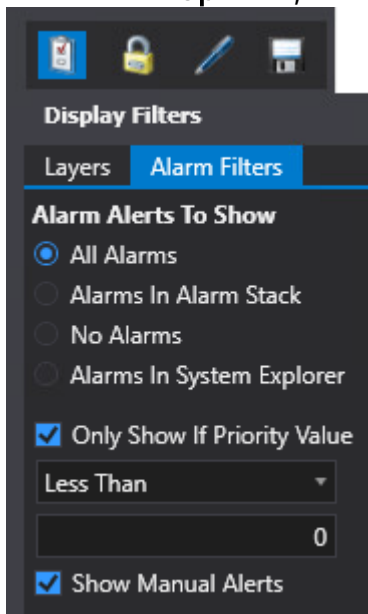 Display Filters
Layers Alarm Filters
Alarm Alerts To Show
All Alarms
Alarms In Alarm Stack
No Alarms
Alarms In System Explorer
Only Show If Priority Value
Less Than
0
Show Manual Alerts